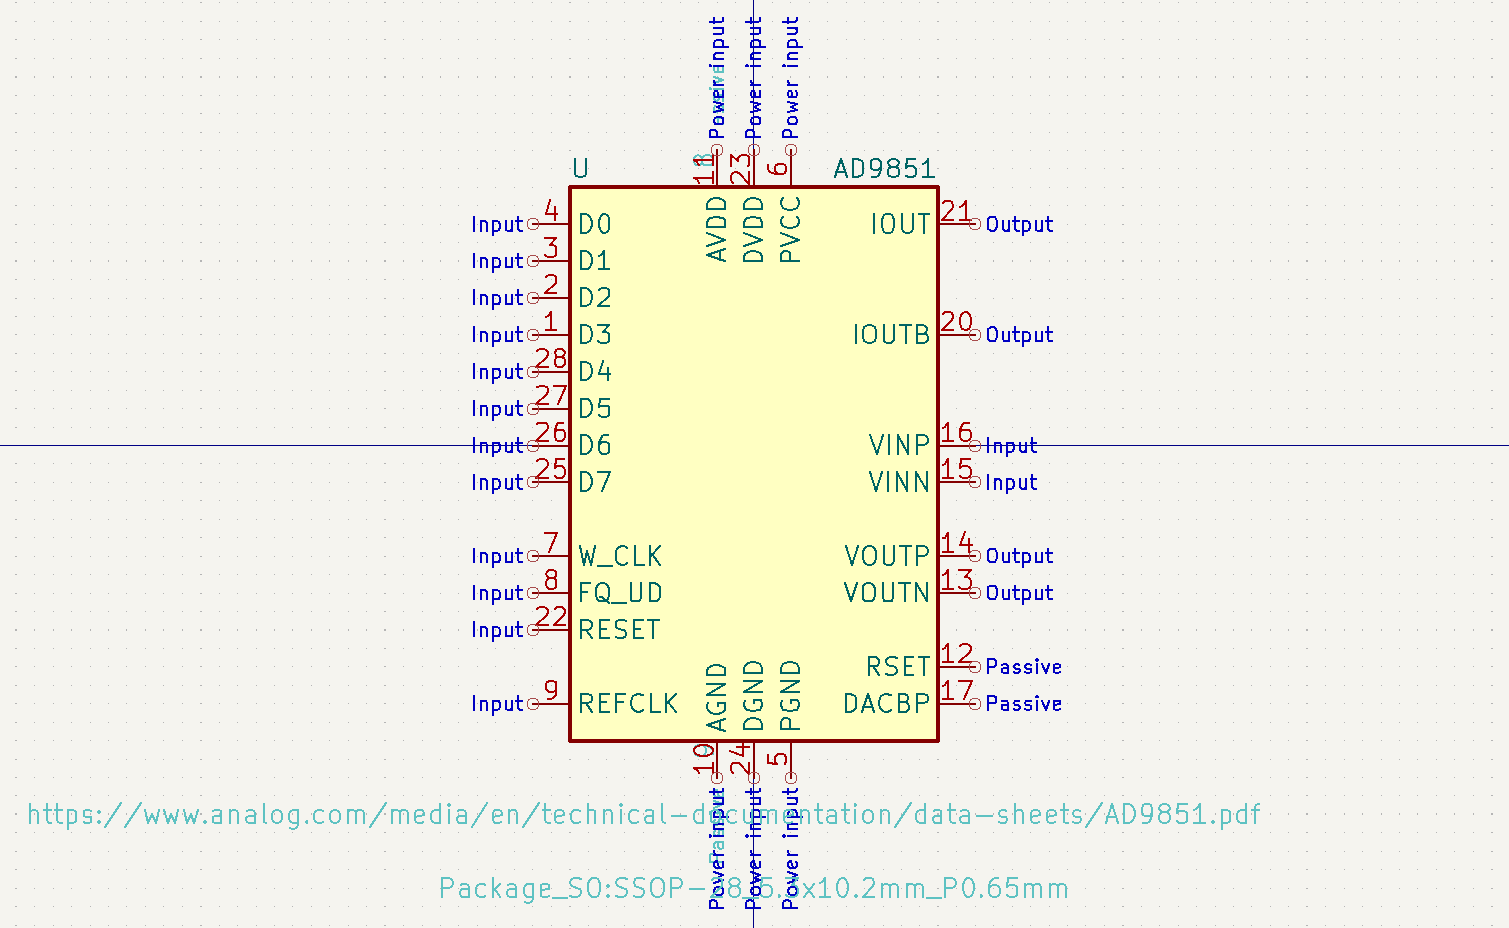 Power input Power input Power input
11 23 6
U AD9851
AVDD DVDD PVCC
Input 4 D0 IOUT 21 Output
Input 3 D1
Input 2 D2
Input 1 D3 IOUTB 20 Output
Input 28 D4
Input 27 D5
Input 26 D6 VINP 16 Input
Input 25 D7 VINN 15 Input
Input 7 W_CLK VOUTP 14 Output
Input 8 FQ_UD VOUTN 13 Output
Input 22 RESET
RSET 12 Passive
Input 9 REFCLK DACBP 17 Passive
AGND DGND PGND
10 24 5
Power input Power input Power input
https://www.analog.com/media/en/technical-documentation/data-sheets/AD9851.pdf
Package_SO:SSOP-28_5.3x10.2mm_P0.65mm